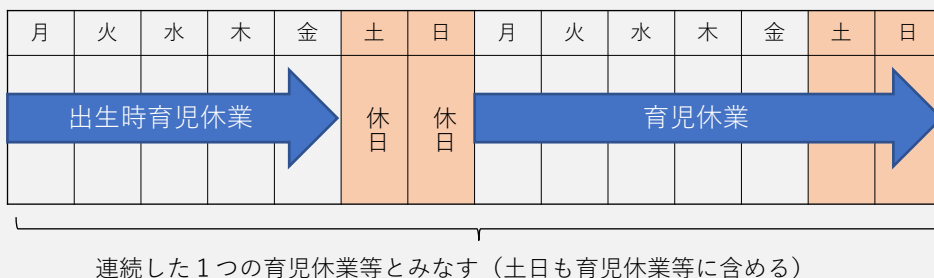 月 火 水 木 金 土 日 月 火 水 木 金 土 日
出生時育児休業 休日 休日 育児休業
連続した１つの育児休業等とみなす（土日も育児休業等に含める）